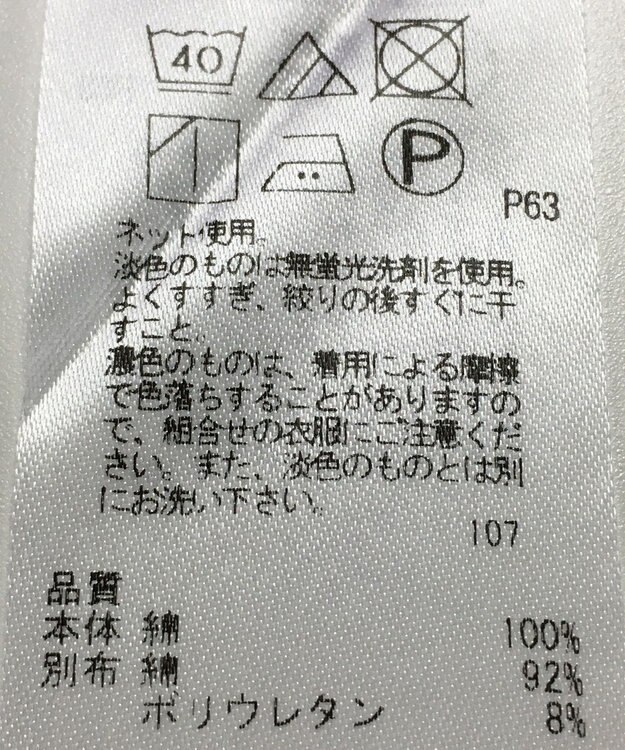 40
P
P63
ネット使用。
淡色のものは無蛍光洗剤を使用。
よくすすぎ、絞りの後すぐに干
すこと。
濃色のものは、着用による摩擦
で色落ちすることがありますの
で、組合せの衣服にご注意くだ
さい。また、淡色のものとは別
にお洗い下さい。
107
品質
本体 綿 100%
別布 綿 92%
ポリウレタン 8%